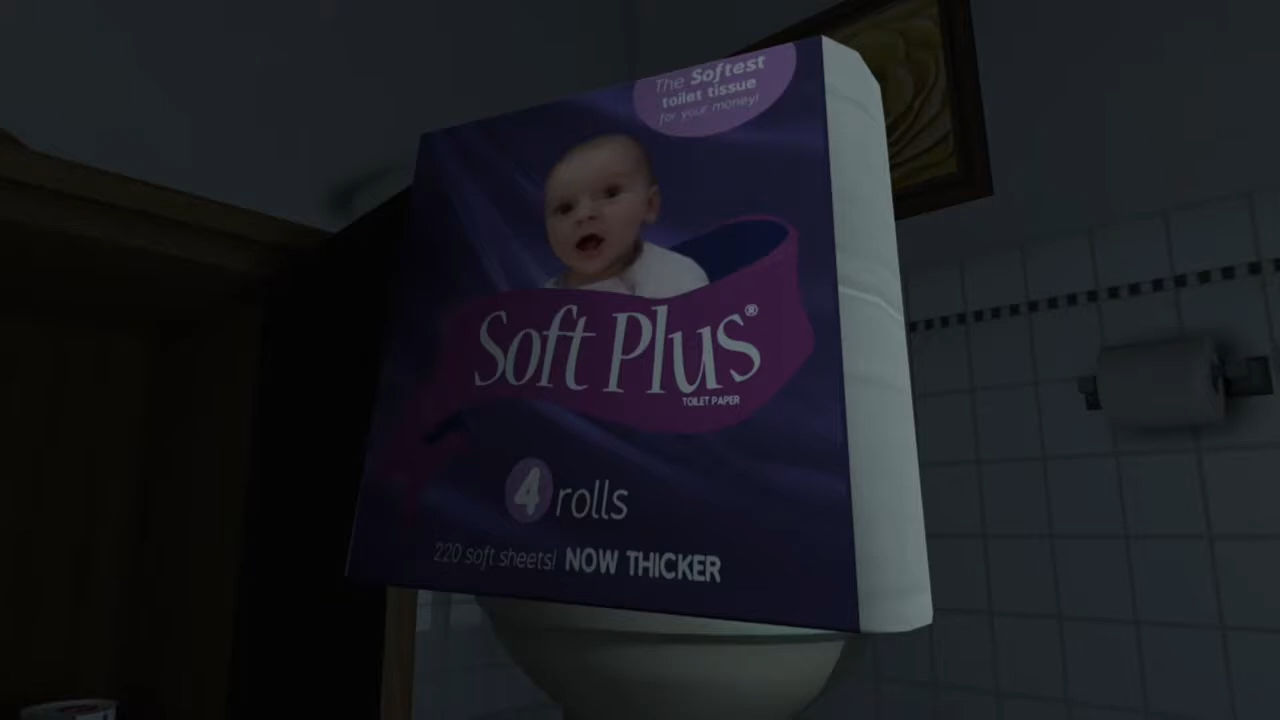 The Softest
toilet tissue
for your money!
Soft Plus®
TOILET PAPER
4 rolls
220 soft sheets! NOW THICKER